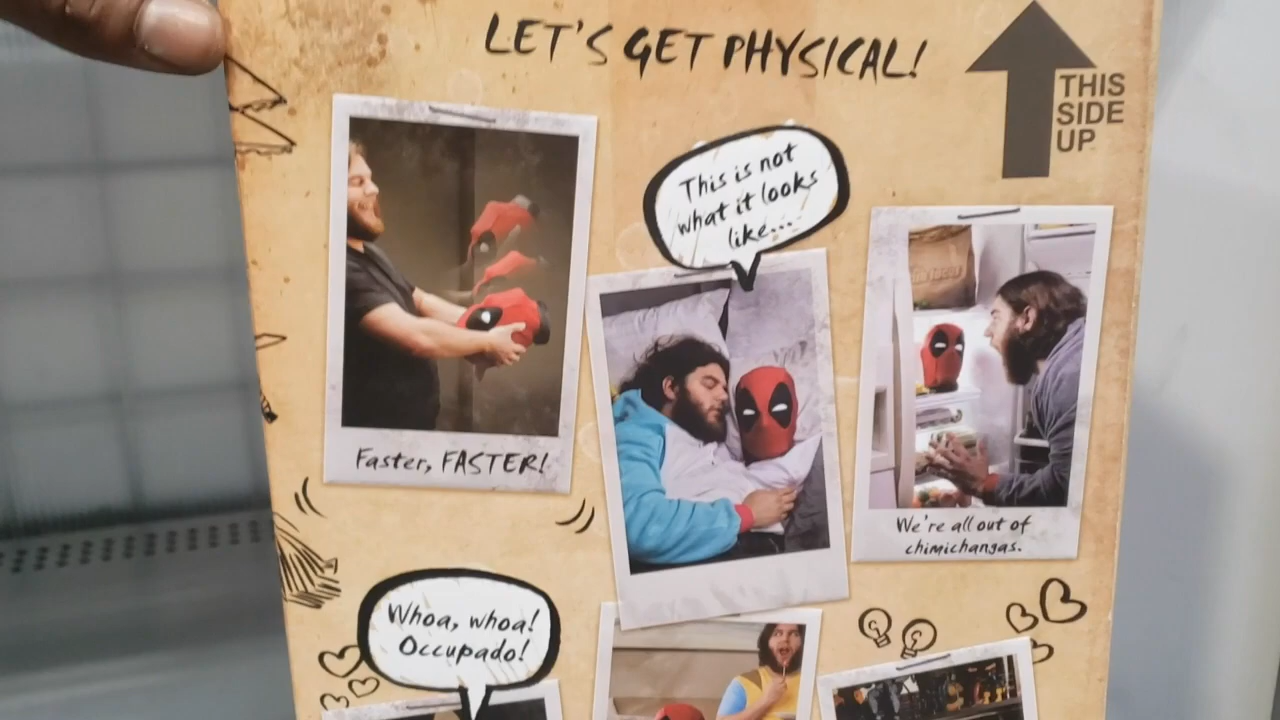 LET'S GET PHYSICAL!
THIS
SIDE
UP
This is not
what it looks
like...
Faster, FASTER!
We're all out of
chimichangas.
Whoa, whoa!
Occupado!